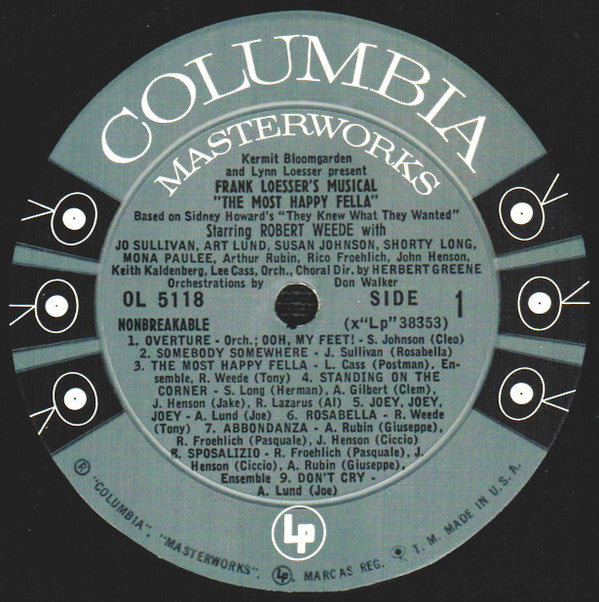 COLUMBIA
MASTERWORKS
Kermit Bloomgarden
and Lynn Loesser present
FRANK LOESSER'S MUSICAL
"THE MOST HAPPY FELLA"
Based on Sidney Howard's "They Knew What They Wanted"
Starring ROBERT WEEDE with
JO SULLIVAN, ART LUND, SUSAN JOHNSON, SHORTY LONG,
MONA PAULEE, Arthur Rubin, Rico Froehlich, John Henson,
Keith Kaldenberg, Lee Cass, Orch., Choral Dir. by HERBERT GREENE
Orchestrations by Don Walker
OL 5118 SIDE 1
NONBREAKABLE (x"Lp"38353)
1. OVERTURE - Orch.; OOH, MY FEET! - S. Johnson (Cleo)
2. SOMEBODY SOMEWHERE - J. Sullivan (Rosabella)
3. THE MOST HAPPY FELLA - L. Cass (Postman), En-
semble, R. Weede (Tony) 4. STANDING ON THE
CORNER - S. Long (Herman), A. Gilbert (Clem),
J. Henson (Jake), R. Lazarus (Al) 5. JOEY, JOEY,
JOEY - A. Lund (Joe) 6. ROSABELLA - R. Weede
(Tony) 7. ABBONDANZA - A. Rubin (Giuseppe),
R. Froehlich (Pasquale), J. Henson (Ciccio)
8. SPOSALIZIO - R. Froehlich (Pasquale), J.
Henson (Ciccio), A. Rubin (Giuseppe),
Ensemble 9. DON'T CRY -
A. Lund (Joe)
Lp
® "COLUMBIA", "MASTERWORKS", Lp, MARCAS REG. T. M. MADE IN U. S. A.